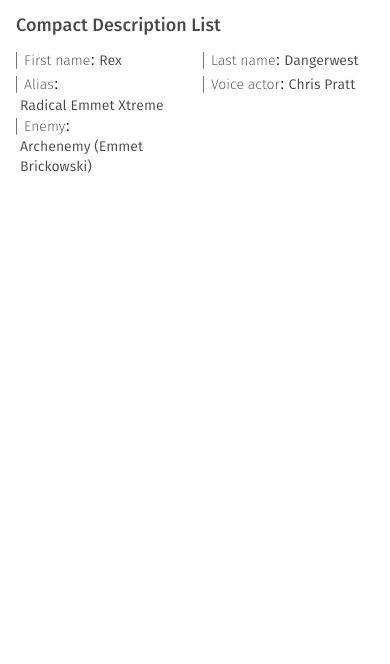 Compact Description List
First name: Rex
Last name: Dangerwest
Alias:
Radical Emmet Xtreme
Voice actor: Chris Pratt
Enemy:
Archenemy (Emmet
Brickowski)